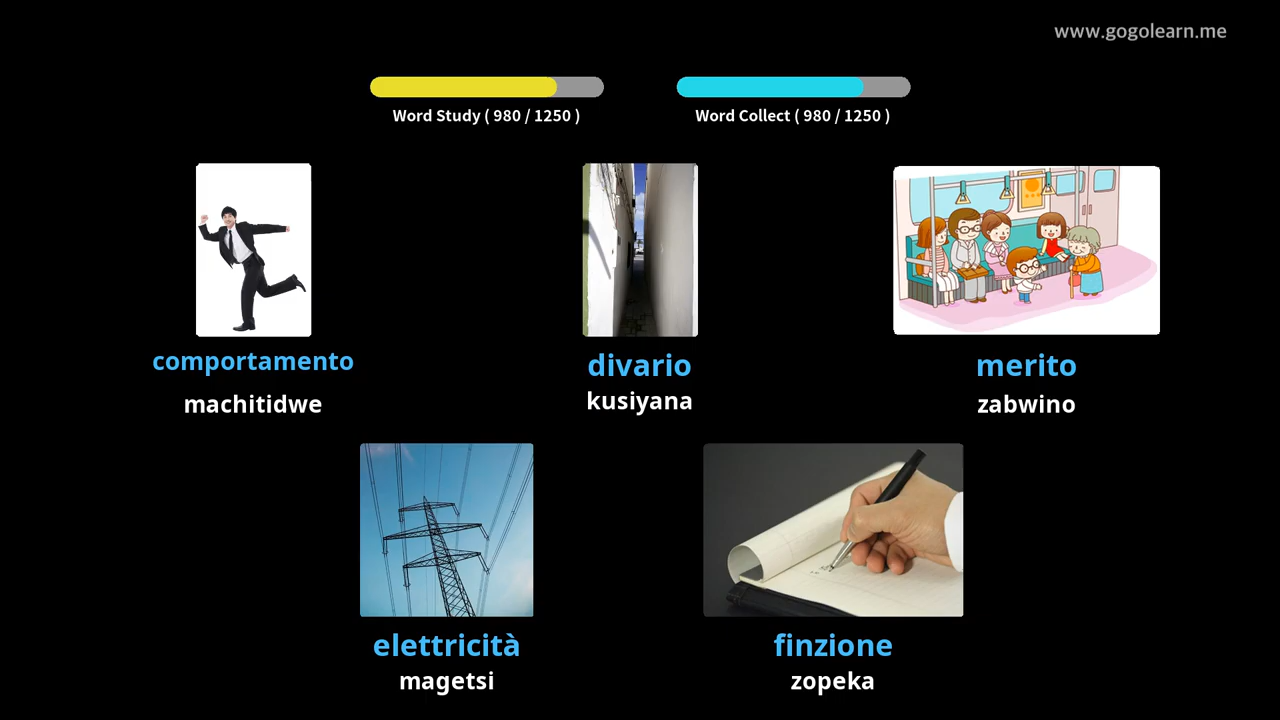 www.gogolearn.me
Word Study ( 980 / 1250 )
Word Collect ( 980 / 1250 )
comportamento
machitidwe
divario
kusiyana
merito
zabwino
elettricità
magetsi
finzione
zopeka